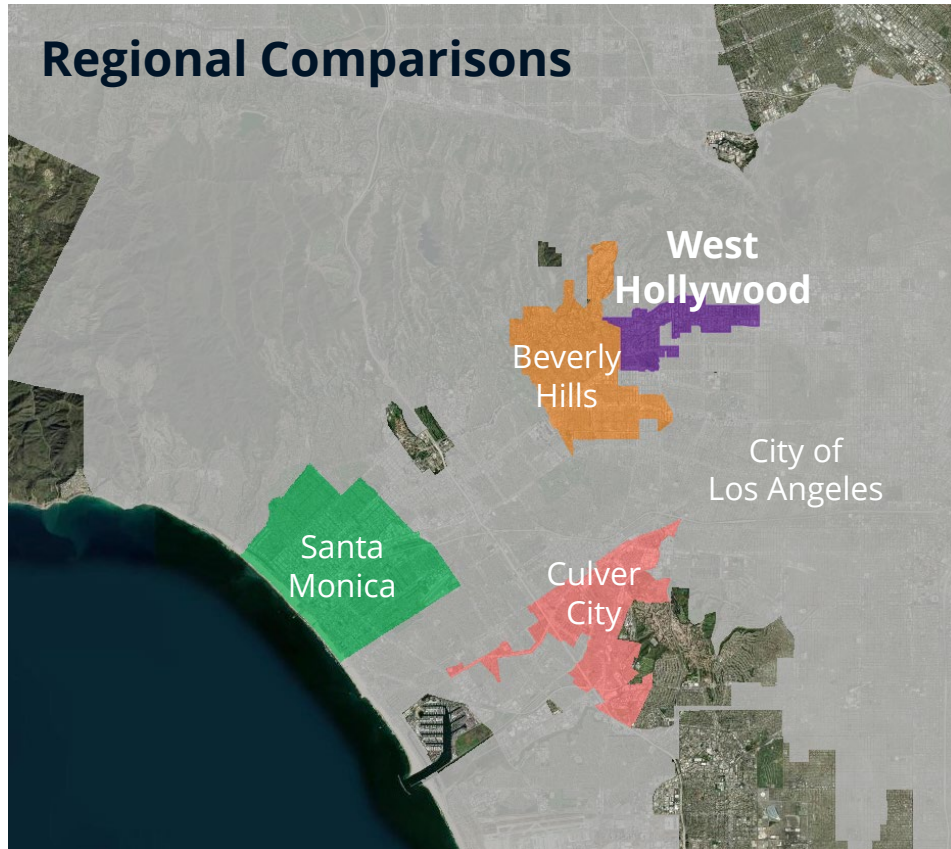 Regional Comparisons
West
Hollywood
Beverly
Hills
City of
Los Angeles
Santa
Monica
Culver
City